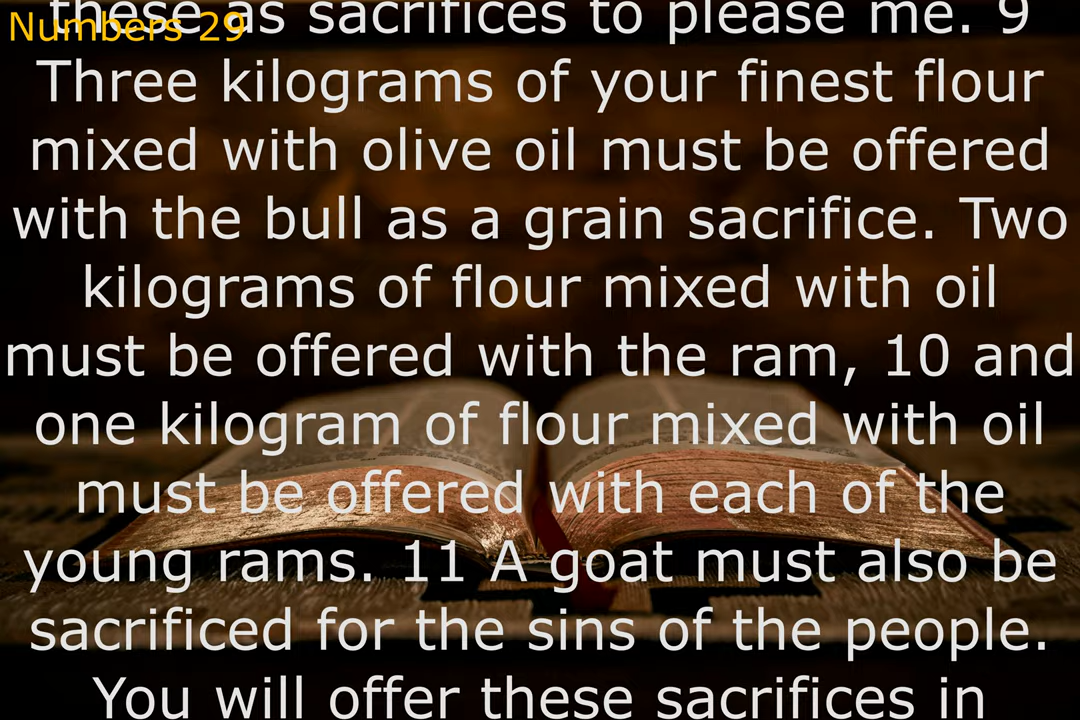 Numbers 29
these as sacrifices to please me. 9
Three kilograms of your finest flour
mixed with olive oil must be offered
with the bull as a grain sacrifice. Two
kilograms of flour mixed with oil
must be offered with the ram, 10 and
one kilogram of flour mixed with oil
must be offered with each of the
young rams. 11 A goat must also be
sacrificed for the sins of the people.
You will offer these sacrifices in